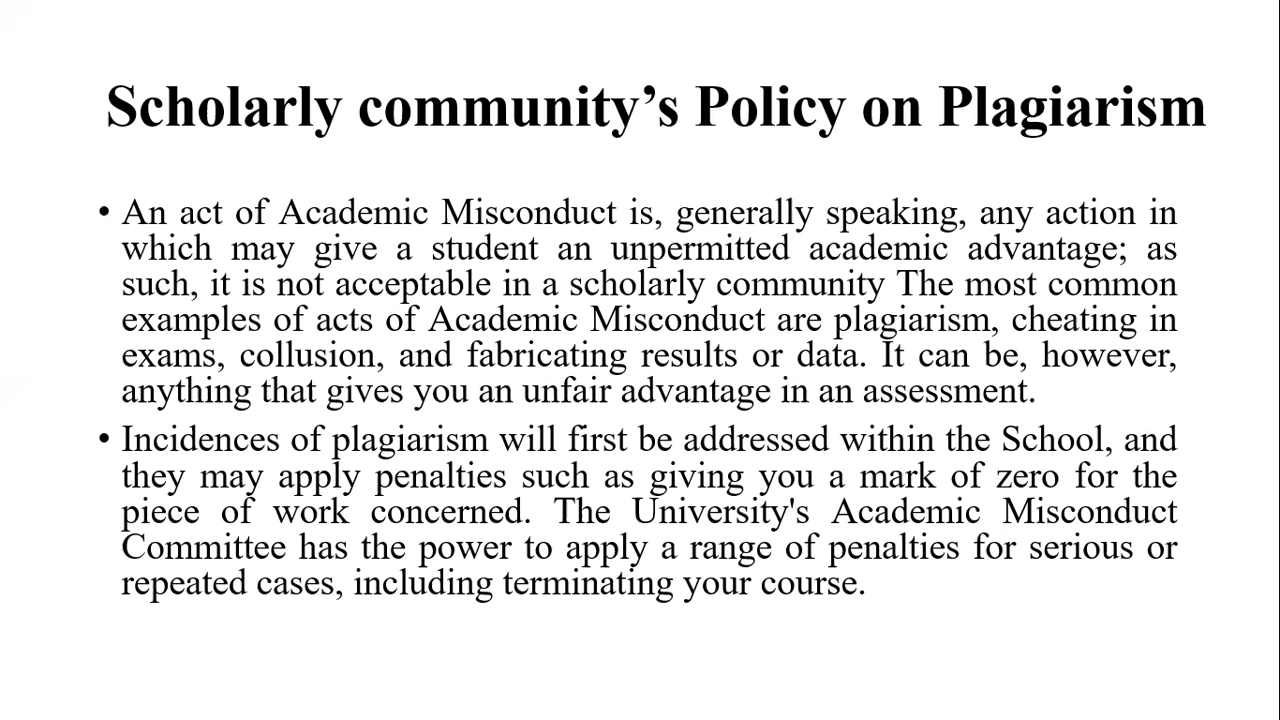 Scholarly community’s Policy on Plagiarism
• An act of Academic Misconduct is, generally speaking, any action in
which may give a student an unpermitted academic advantage; as
such, it is not acceptable in a scholarly community The most common
examples of acts of Academic Misconduct are plagiarism, cheating in
exams, collusion, and fabricating results or data. It can be, however,
anything that gives you an unfair advantage in an assessment.
• Incidences of plagiarism will first be addressed within the School, and
they may apply penalties such as giving you a mark of zero for the
piece of work concerned. The University's Academic Misconduct
Committee has the power to apply a range of penalties for serious or
repeated cases, including terminating your course.